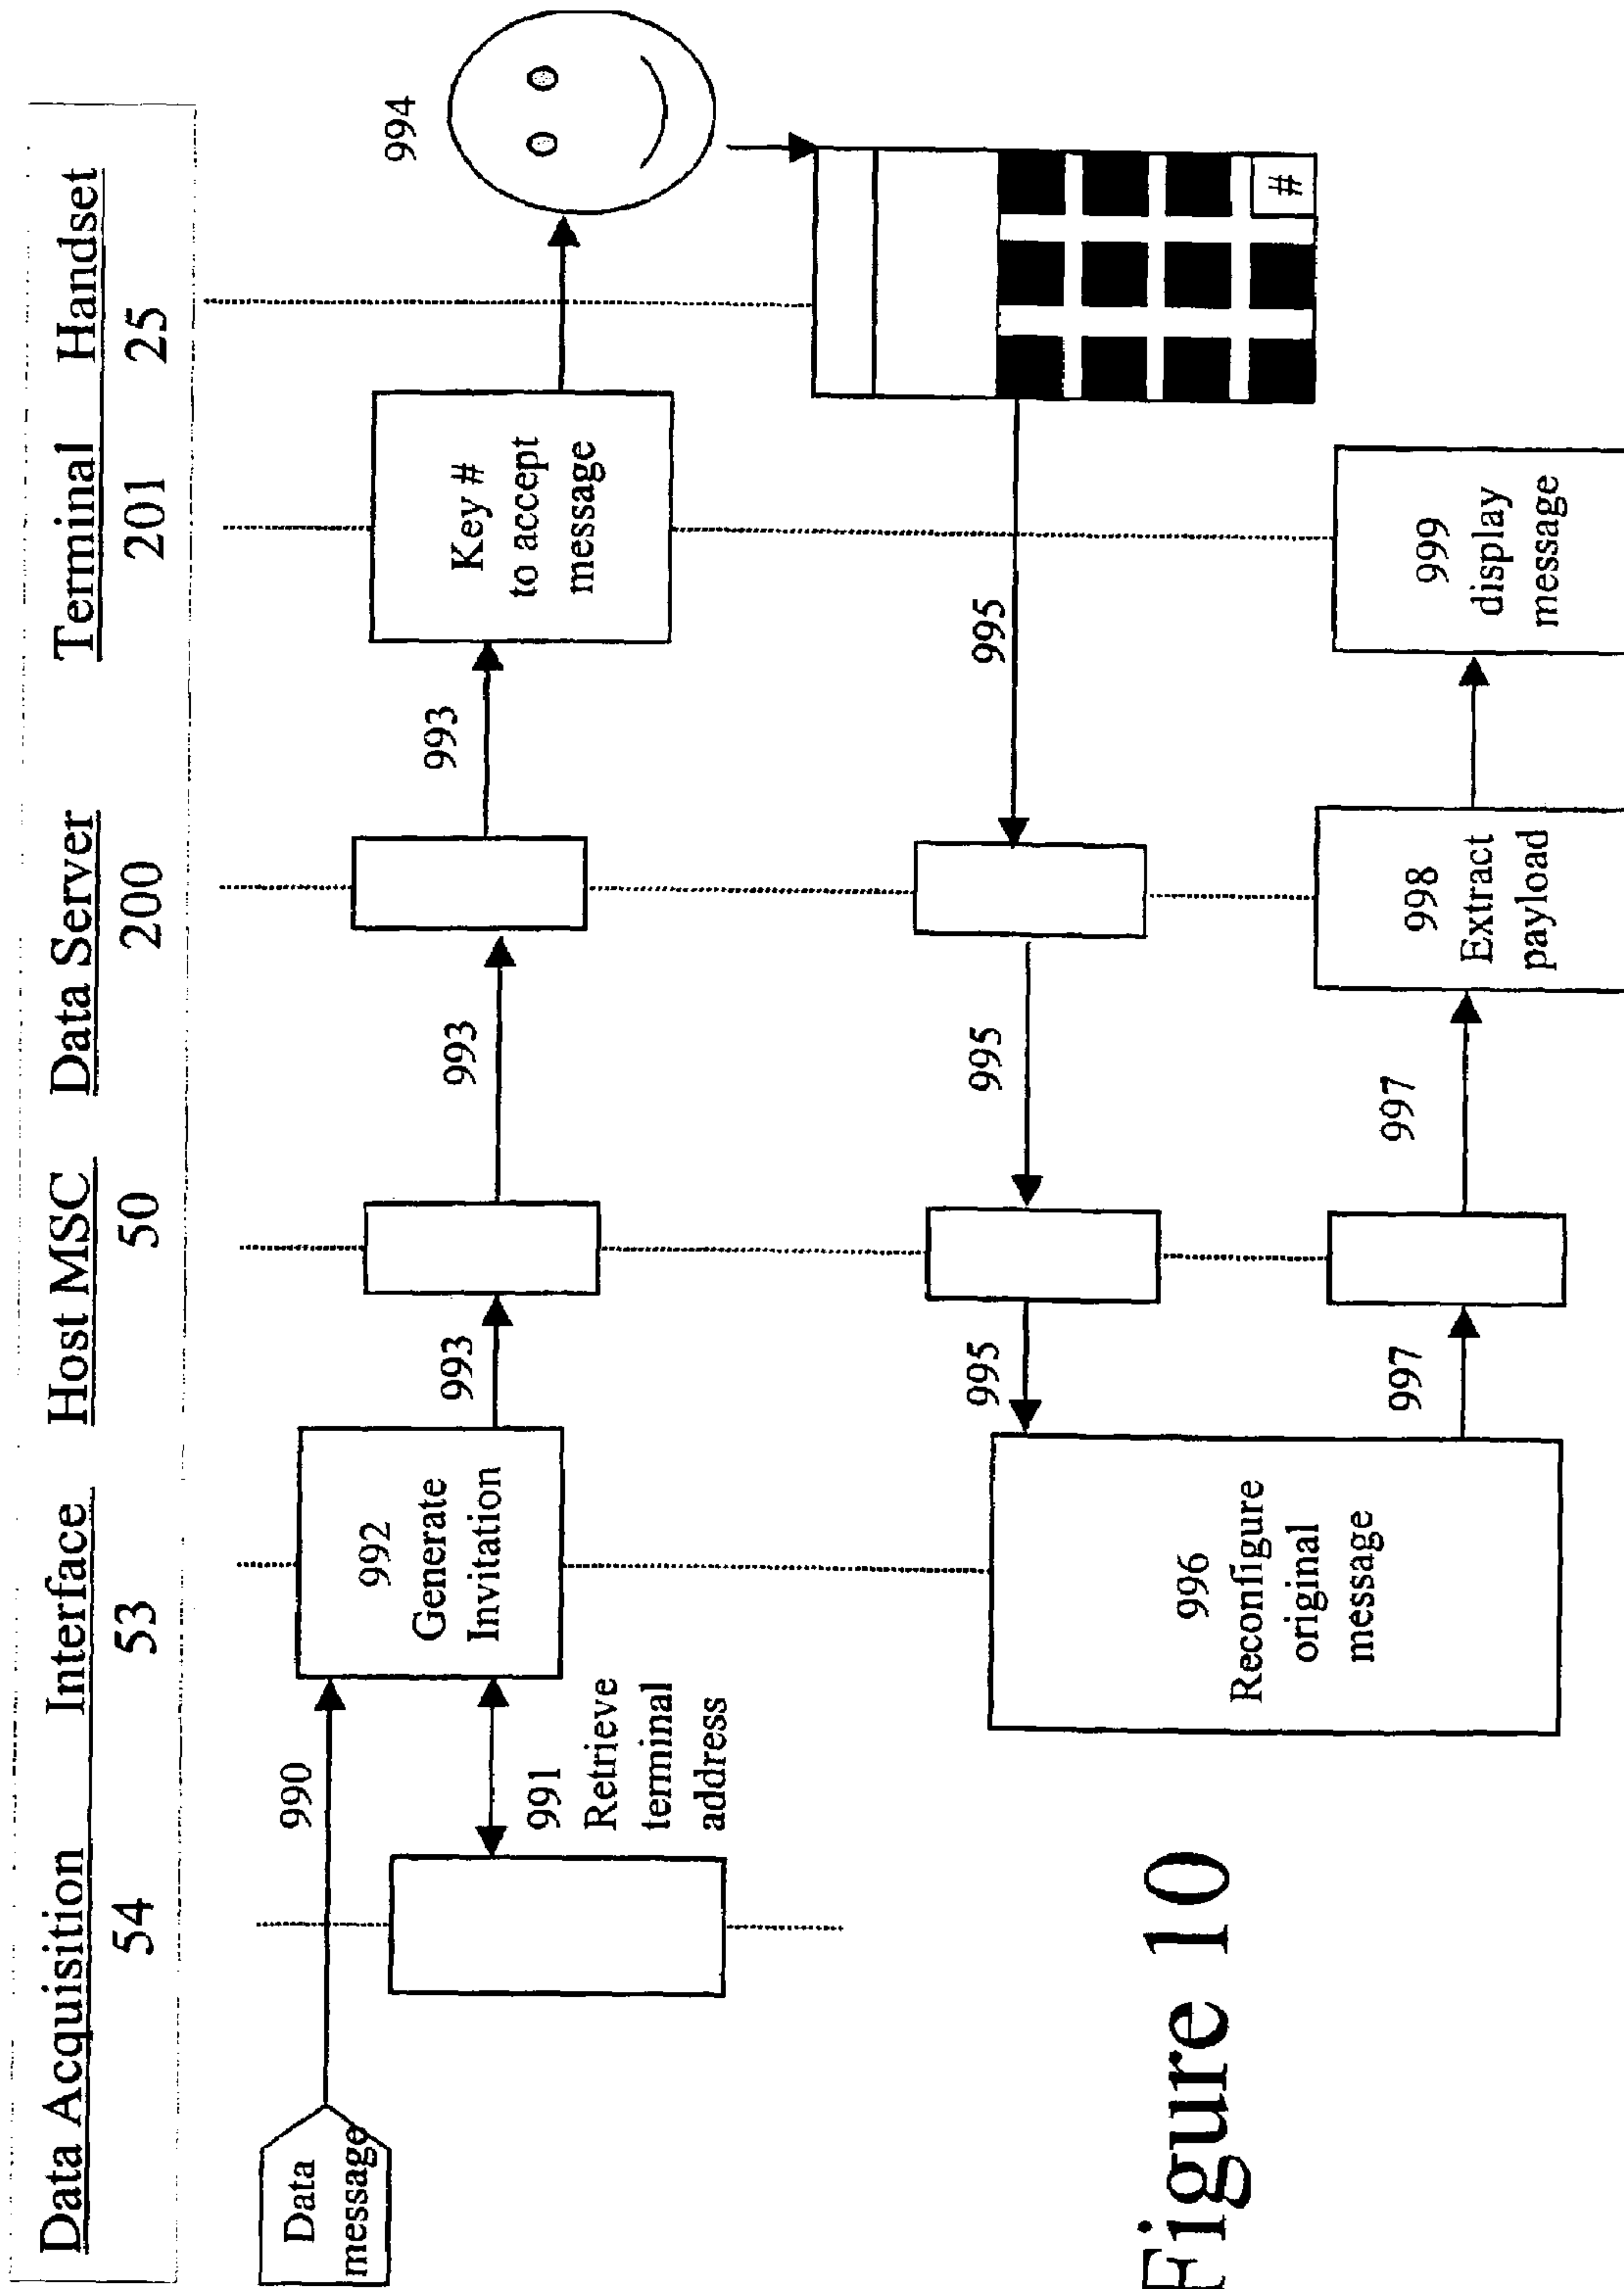 Data Acquisition Interface Host MSC Data Server Terminal Handset
54 53 50 200 201 25
Data
message
990
991
Retrieve
terminal
address
992
Generate
Invitation
993
993
993
Key #
to accept
message
994
#
995
995
995
996
Reconfigure
original
message
997
997
998
Extract
payload
999
display
message
Figure 10